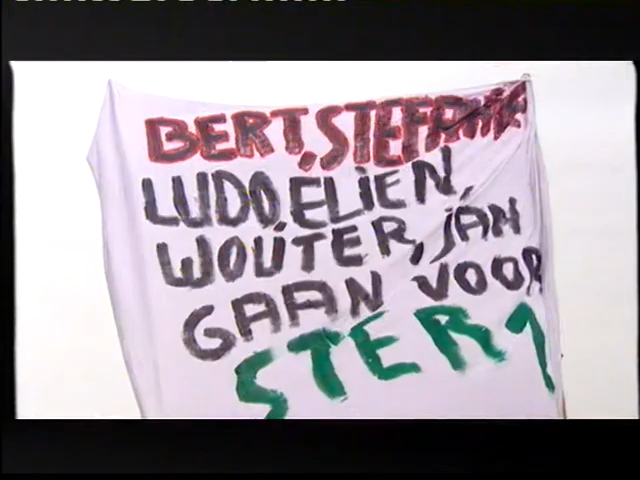 BERT, STEFANIE
LUDO, ELIEN,
WOUTER, JAN
GAAN VOOR
STER 1